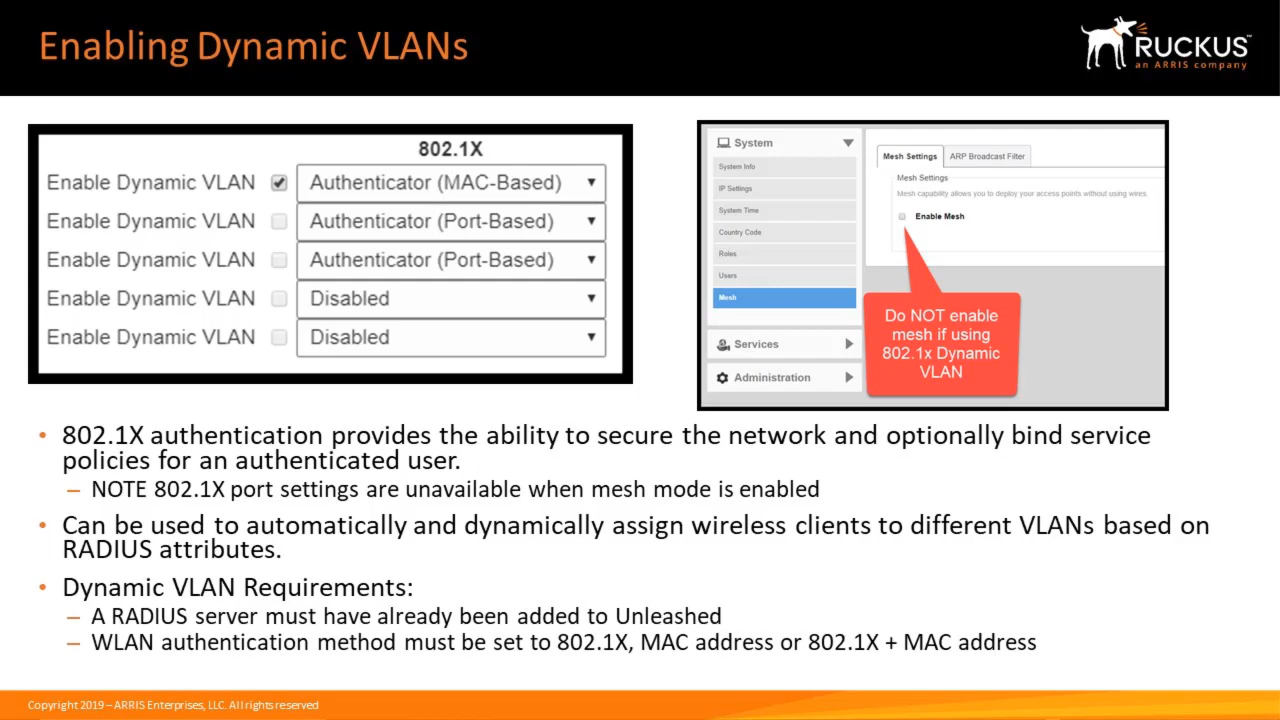 Enabling Dynamic VLANs
RUCKUS™
an ARRIS company
802.1X
Enable Dynamic VLAN Authenticator (MAC-Based)
Enable Dynamic VLAN Authenticator (Port-Based)
Enable Dynamic VLAN Authenticator (Port-Based)
Enable Dynamic VLAN Disabled
Enable Dynamic VLAN Disabled
System
System Info
IP Settings
System Time
Country Code
Roles
Users
Mesh
Services
Administration
Mesh Settings ARP Broadcast Filter
Mesh Settings
Mesh capability allows you to deploy your access points without using wires.
Enable Mesh
Do NOT enable
mesh if using
802.1x Dynamic
VLAN
• 802.1X authentication provides the ability to secure the network and optionally bind service
policies for an authenticated user.
– NOTE 802.1X port settings are unavailable when mesh mode is enabled
• Can be used to automatically and dynamically assign wireless clients to different VLANs based on
RADIUS attributes.
• Dynamic VLAN Requirements:
– A RADIUS server must have already been added to Unleashed
– WLAN authentication method must be set to 802.1X, MAC address or 802.1X + MAC address
Copyright 2019 – ARRIS Enterprises, LLC. All rights reserved